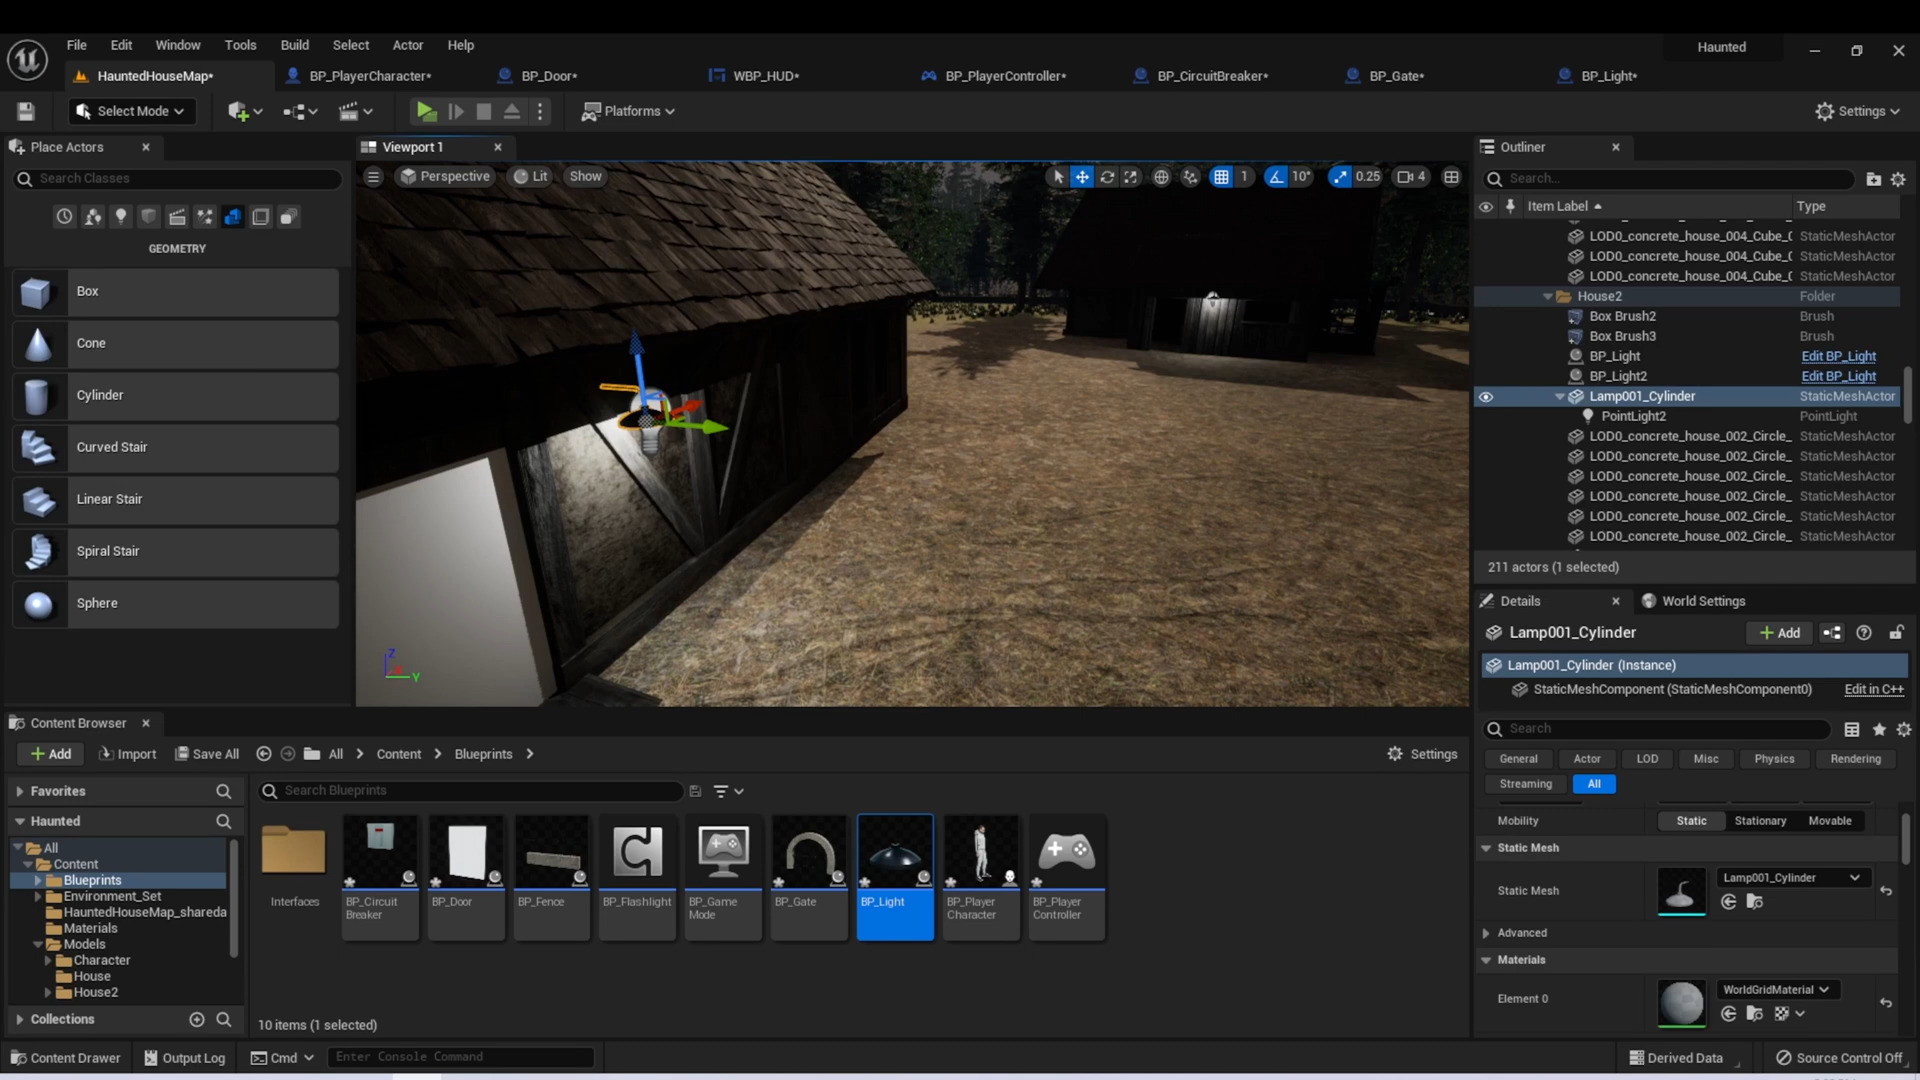 File Edit Window Tools Build Select Actor Help
Haunted
HauntedHouseMap* BP_PlayerCharacter* BP_Door* WBP_HUD* BP_PlayerController* BP_CircuitBreaker* BP_Gate* BP_Light*
Select Mode
Platforms
Settings
Place Actors
Search Classes
GEOMETRY
Box
Cone
Cylinder
Curved Stair
Linear Stair
Spiral Stair
Sphere
Viewport 1
Perspective Lit Show
1 10° 0.25 4
Z
Y
Outliner
Search...
Item Label Type
LOD0_concrete_house_004_Cube_( StaticMeshActor
LOD0_concrete_house_004_Cube_( StaticMeshActor
LOD0_concrete_house_004_Cube_( StaticMeshActor
House2 Folder
Box Brush2 Brush
Box Brush3 Brush
BP_Light Edit BP_Light
BP_Light2 Edit BP_Light
Lamp001_Cylinder StaticMeshActor
PointLight2 PointLight
LOD0_concrete_house_002_Circle_ StaticMeshActor
LOD0_concrete_house_002_Circle_ StaticMeshActor
LOD0_concrete_house_002_Circle_ StaticMeshActor
LOD0_concrete_house_002_Circle_ StaticMeshActor
LOD0_concrete_house_002_Circle_ StaticMeshActor
LOD0_concrete_house_002_Circle_ StaticMeshActor
211 actors (1 selected)
Details World Settings
Lamp001_Cylinder
Add
Lamp001_Cylinder (Instance)
StaticMeshComponent (StaticMeshComponent0) Edit in C++
Search
General Actor LOD Misc Physics Rendering
Streaming All
Mobility Static Stationary Movable
Static Mesh
Static Mesh Lamp001_Cylinder
Advanced
Materials
Element 0 WorldGridMaterial
Content Browser
Add Import Save All All Content Blueprints
Settings
Favorites
Haunted
All
Content
Blueprints
Environment_Set
HauntedHouseMap_shareda
Materials
Models
Character
House
House2
Collections
Search Blueprints
Interfaces
BP_Circuit Breaker
BP_Door
BP_Fence
BP_Flashlight
BP_Game Mode
BP_Gate
BP_Light
BP_Player Character
BP_Player Controller
10 items (1 selected)
Content Drawer Output Log Cmd Enter Console Command
Derived Data Source Control Off